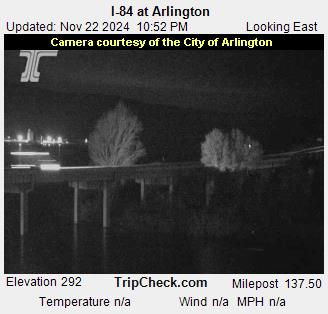 I-84 at Arlington
Updated: Nov 22 2024 10:52 PM Looking East
Camera courtesy of the City of Arlington
Elevation 292 TripCheck.com Milepost 137.50
Temperature n/a Wind n/a MPH n/a